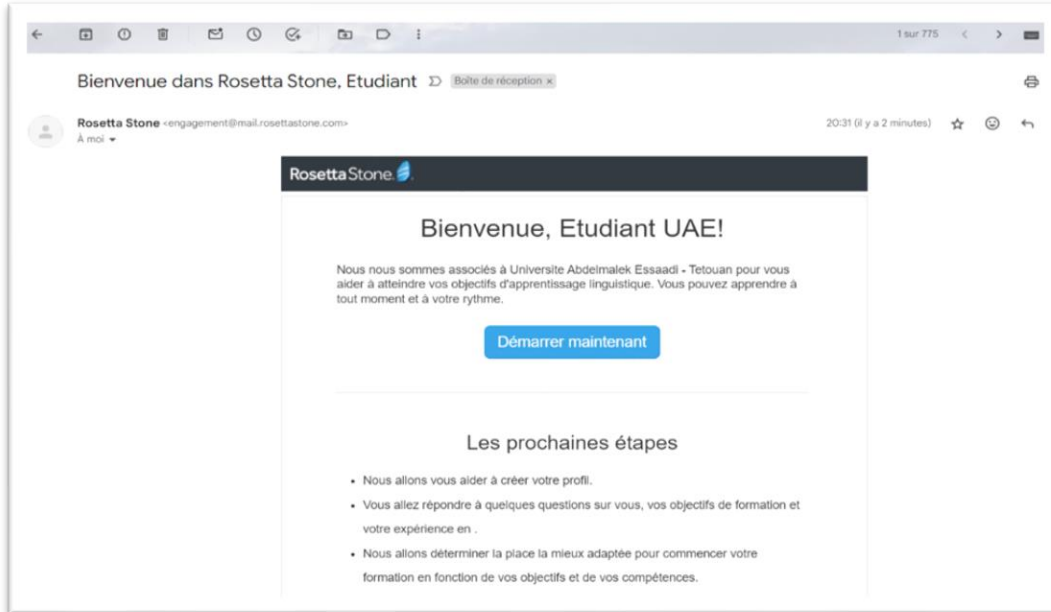 1 sur 775
Bienvenue dans Rosetta Stone, Etudiant
Boîte de réception ×
Rosetta Stone <engagement@mail.rosettastone.com>
20:31 (il y a 2 minutes)
À moi
RosettaStone
Bienvenue, Etudiant UAE!
Nous nous sommes associés à Universite Abdelmalek Essaadi - Tetouan pour vous
aider à atteindre vos objectifs d'apprentissage linguistique. Vous pouvez apprendre à
tout moment et à votre rythme.
Démarrer maintenant
Les prochaines étapes
• Nous allons vous aider à créer votre profil.
• Vous allez répondre à quelques questions sur vous, vos objectifs de formation et
votre expérience en .
• Nous allons déterminer la place la mieux adaptée pour commencer votre
formation en fonction de vos objectifs et de vos compétences.